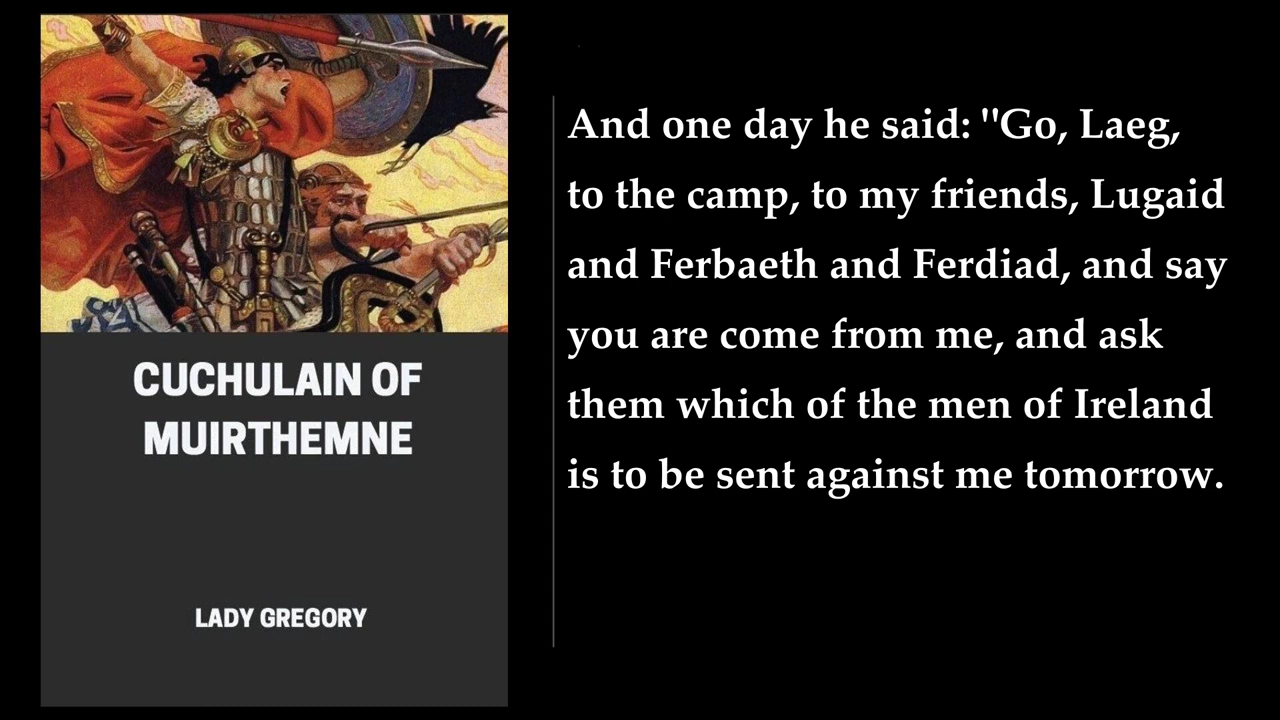 CUCHULAIN OF
MUIRTHEMNE
LADY GREGORY
And one day he said: "Go, Laeg,
to the camp, to my friends, Lugaid
and Ferbaeth and Ferdiad, and say
you are come from me, and ask
them which of the men of Ireland
is to be sent against me tomorrow.